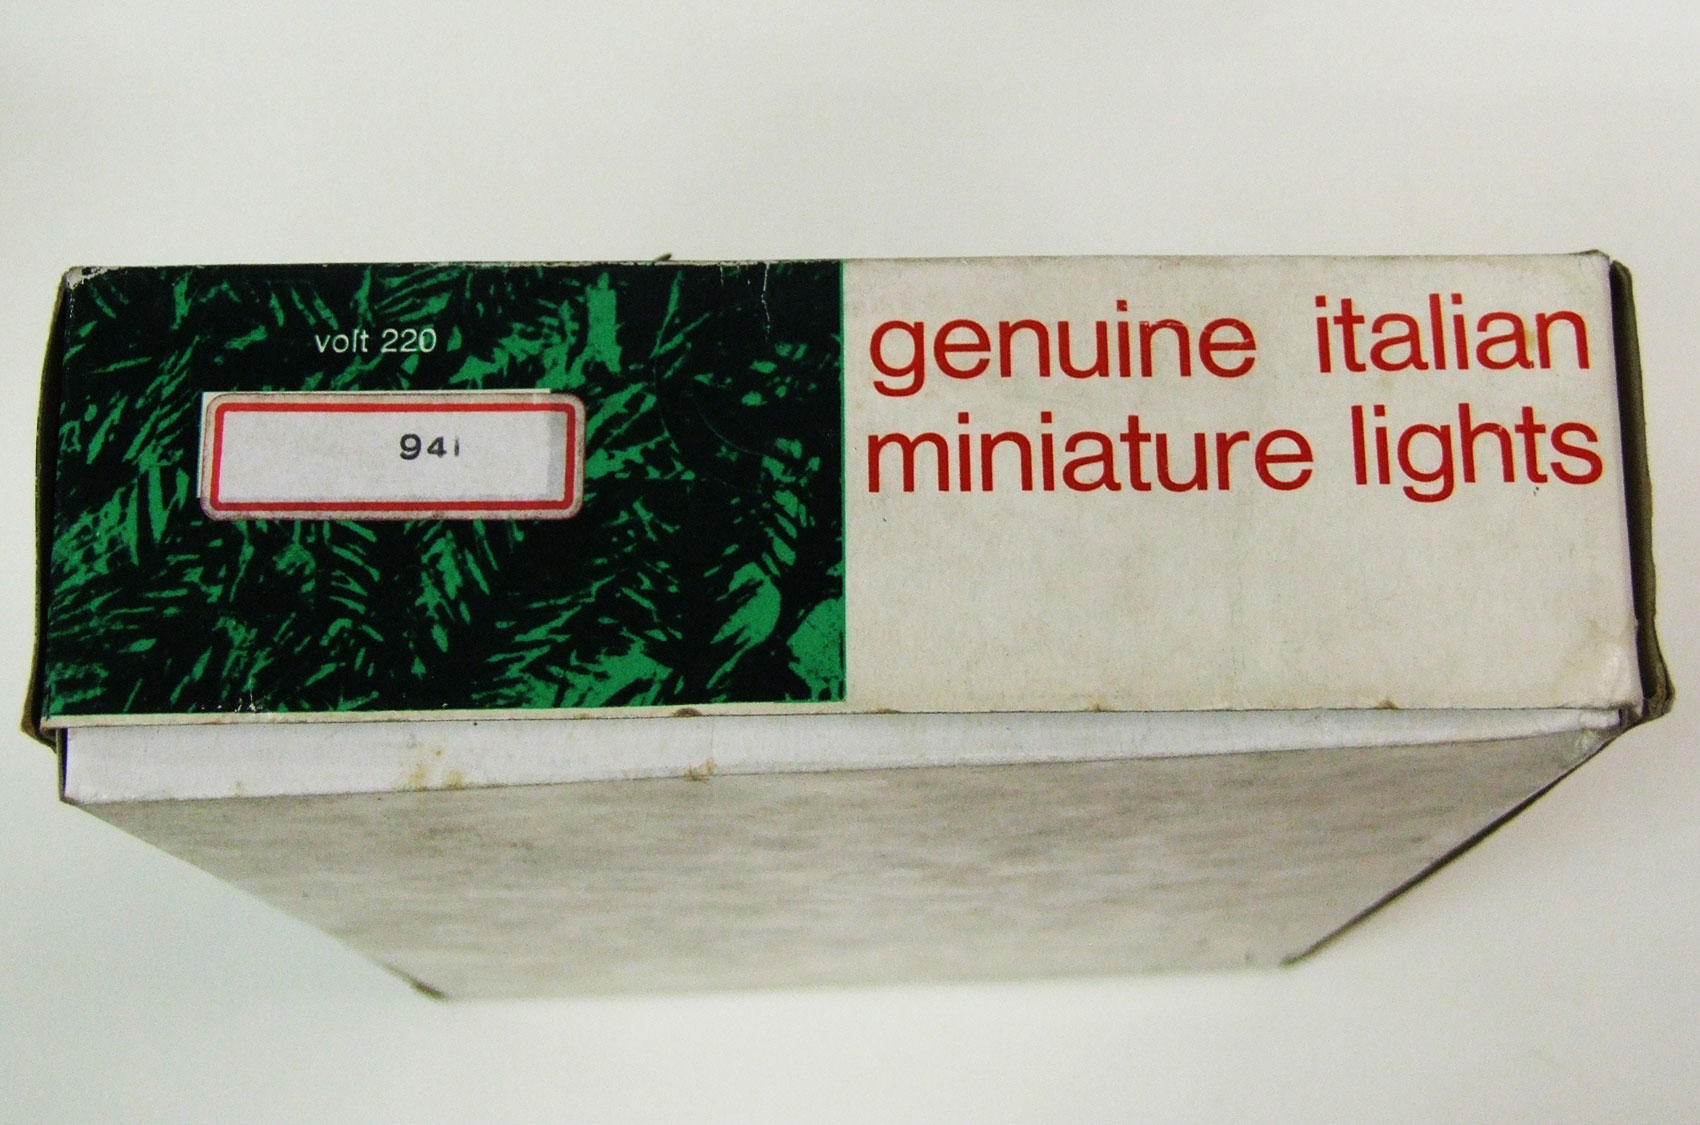 volt 220
941
genuine italian
miniature lights